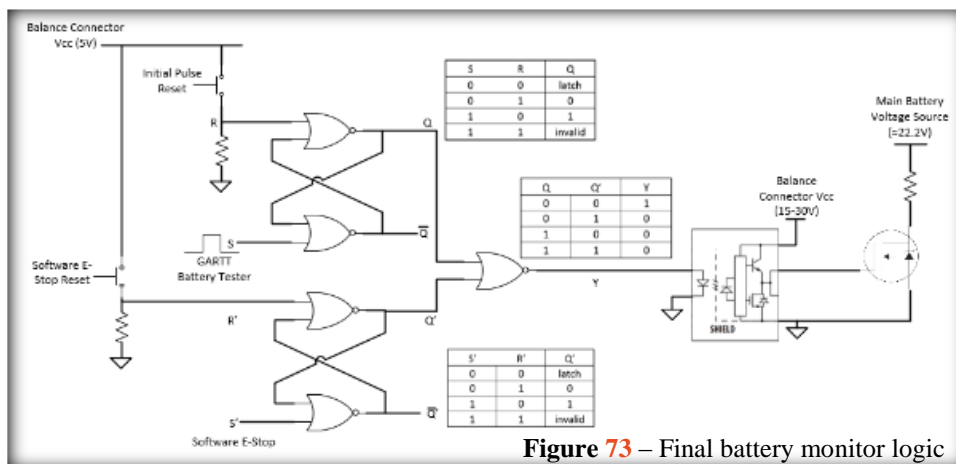 Balance Connector
Vcc (5V)
Initial Pulse
Reset
R
Q
S R Q
0 0 latch
0 1 0
1 0 1
1 1 invalid
Main Battery
Voltage Source
(=22.2V)
Q Q' Y
0 0 1
0 1 0
1 0 0
1 1 0
Balance
Connector Vcc
(15-30V)
S
Q
GARTT
Battery Tester
Software E-
Stop Reset
Y
SHIELD
R'
Q'
S' R' Q'
0 0 latch
0 1 0
1 0 1
1 1 invalid
S'
Q'
Software E-Stop
Figure 73 – Final battery monitor logic